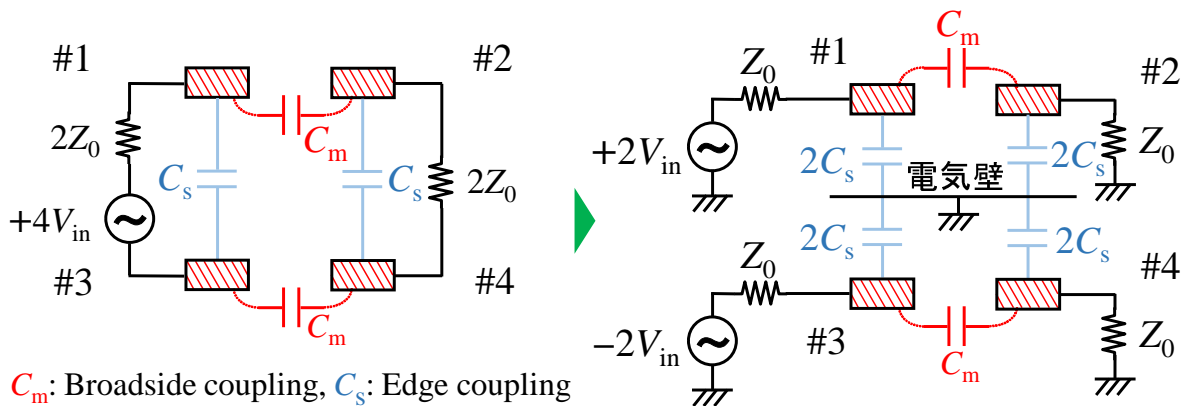 #1
#2
2Z₀
Cₘ
Cₛ
Cₛ
2Z₀
+4Vᵢₙ
#3
#4
Cₘ
Cₘ: Broadside coupling, Cₛ: Edge coupling
Cₘ
#1
#2
Z₀
Z₀
+2Vᵢₙ
2Cₛ
2Cₛ
電気壁
2Cₛ
2Cₛ
Z₀
#4
−2Vᵢₙ
#3
Cₘ
Z₀